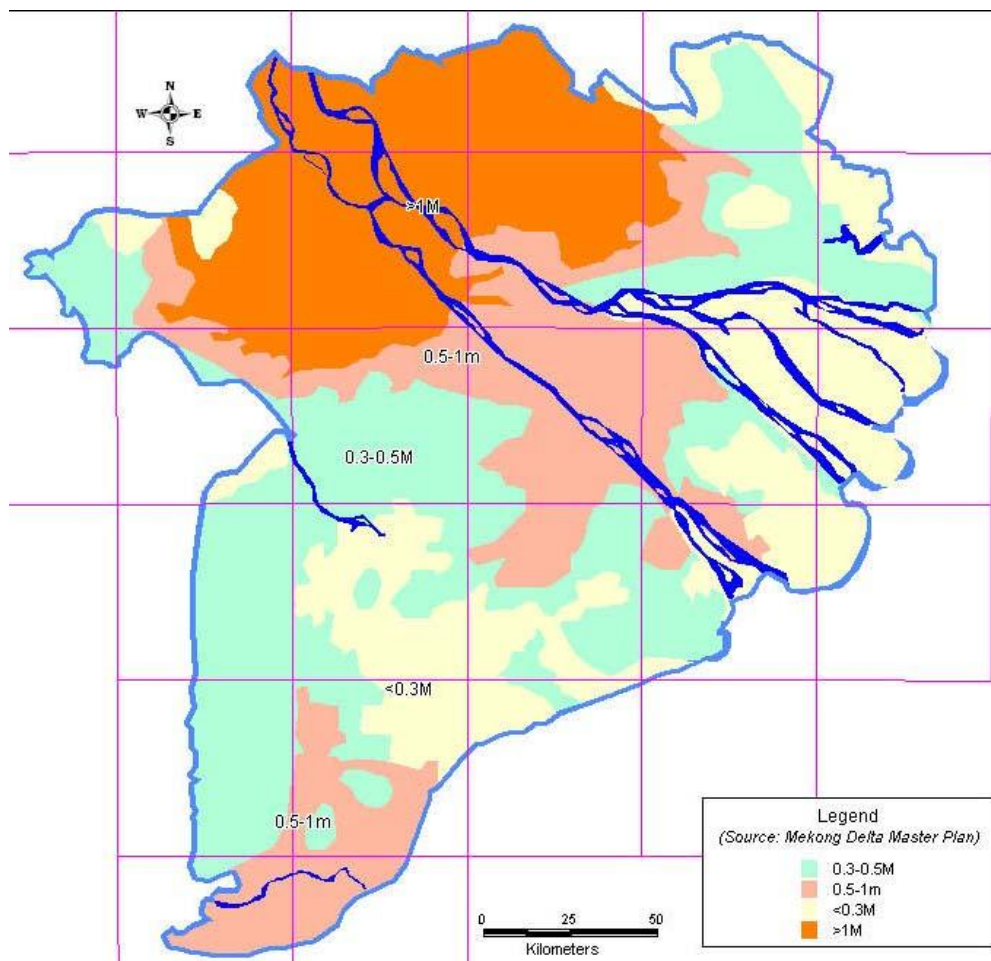 N
W E
S
>1M
0.5-1m
0.3-0.5M
<0.3M
0.5-1m
Legend
(Source: Mekong Delta Master Plan)
0.3-0.5M
0.5-1m
<0.3M
>1M
0 25 50
Kilometers